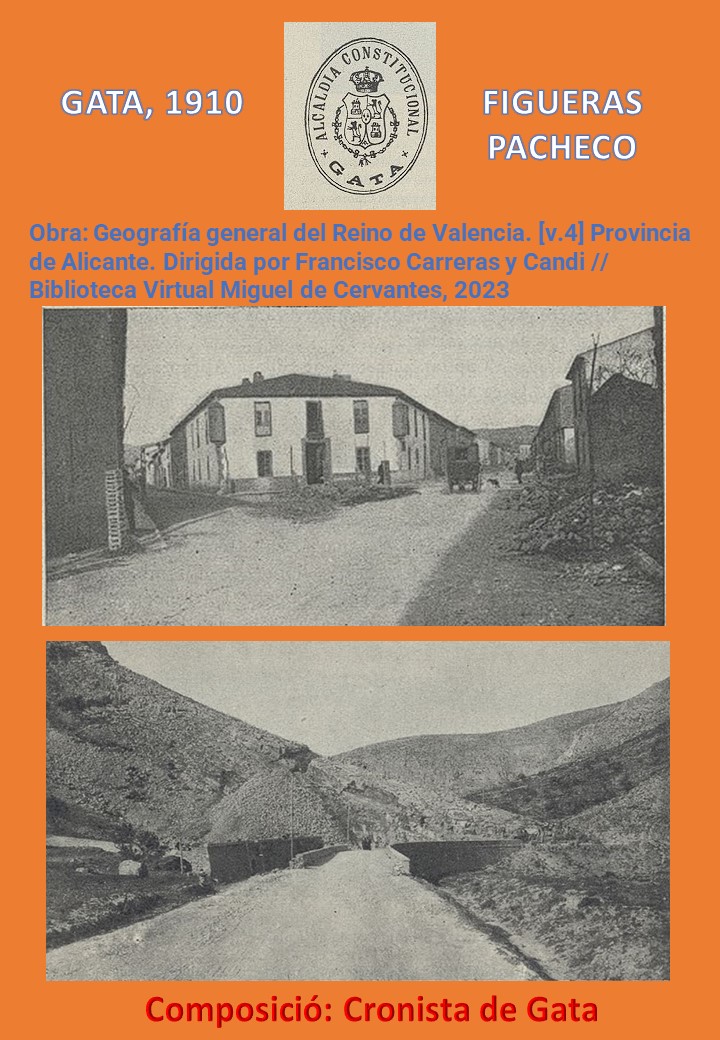 GATA, 1910
ALCALDIA CONSTITUCIONAL
GATA
FIGUERAS
PACHECO
Obra: Geografía general del Reino de Valencia. [v.4] Provincia
de Alicante. Dirigida por Francisco Carreras y Candi //
Biblioteca Virtual Miguel de Cervantes, 2023
Composició: Cronista de Gata